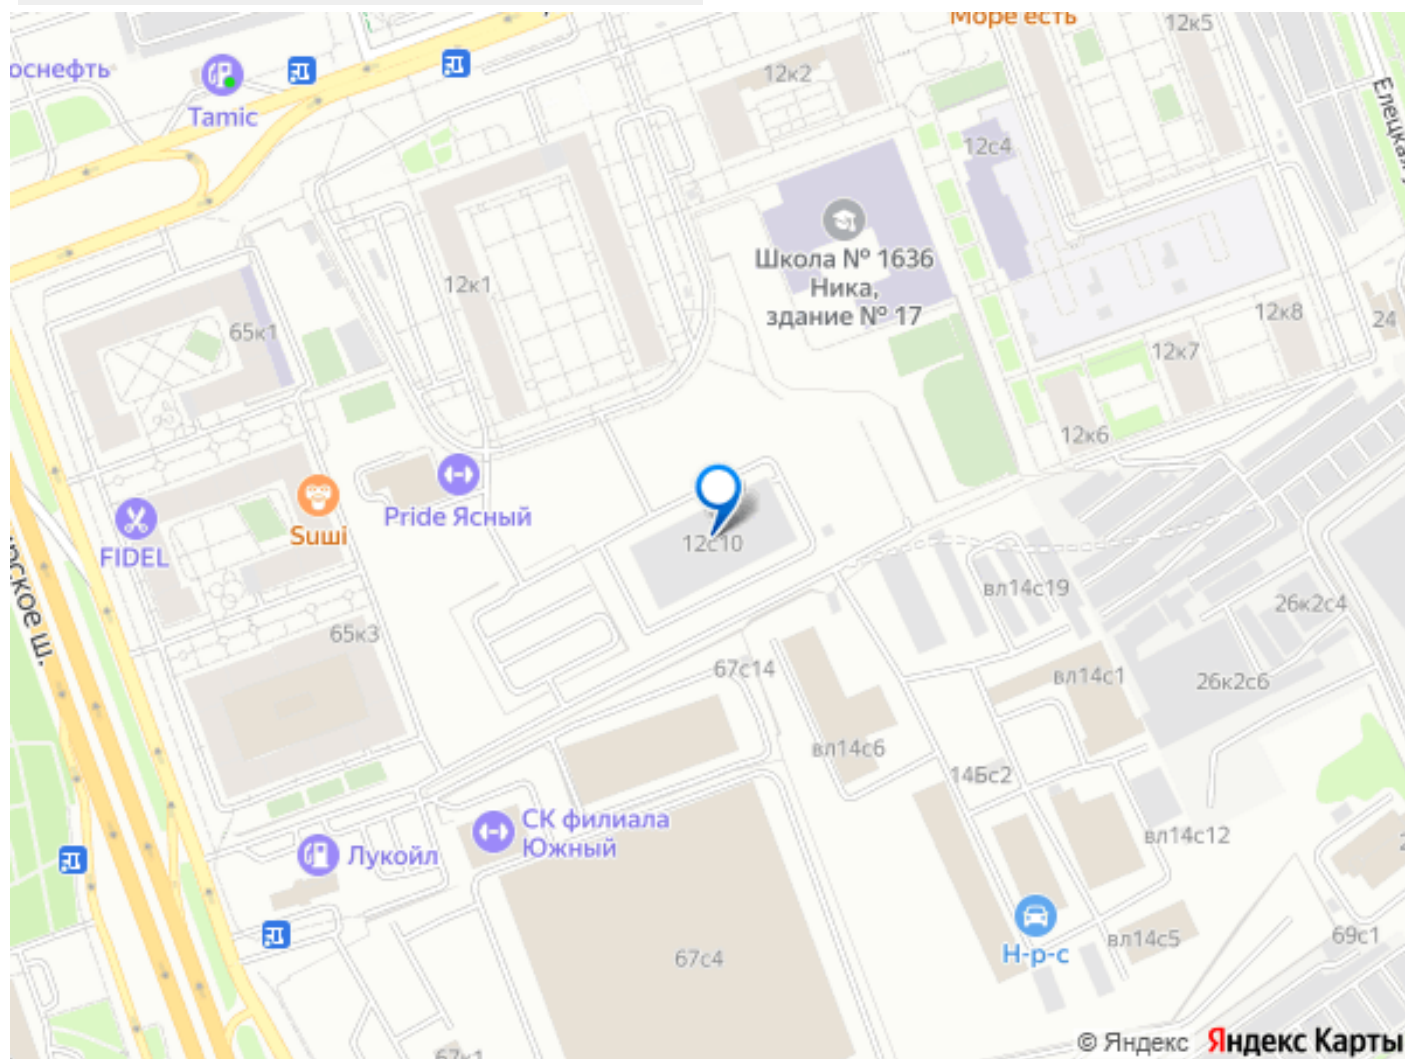 Море есть
12к5
оснефть
12к2
Tamic
Елецкая у
12с4
Школа № 1636
Ника,
здание № 17
12к1
12к8
24
65к1
12к7
12к6
Pride Ясный
Suшi
FIDEL
12с10
рское ш.
вл14с19
26к2с4
65к3
67с14
вл14с1
26к2с6
вл14с6
14Бс2
СК филиала
Южный
Лукойл
вл14с12
Н-р-с
вл14с5
69с1
67с4
67к1
© Яндекс Яндекс Карты